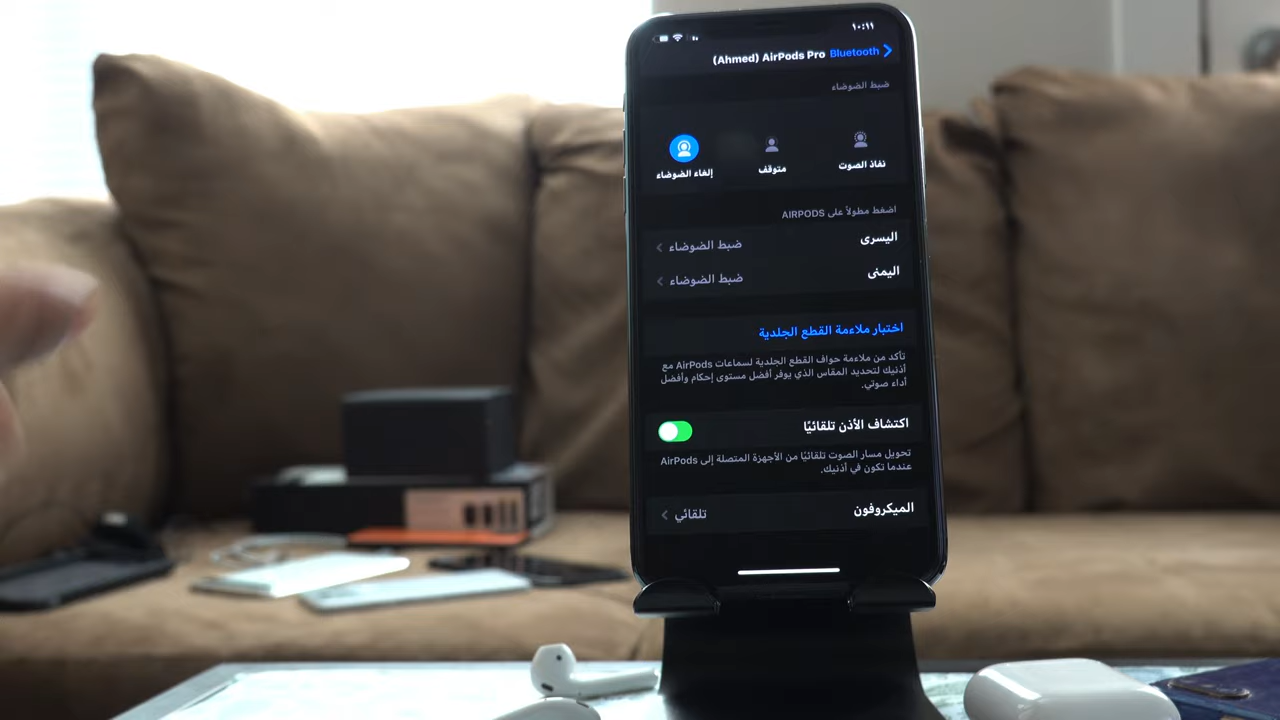 ١٠:١١
Bluetooth
(Ahmed) AirPods Pro
ضبط الضوضاء
نفاذ الصوت
متوقف
إلغاء الضوضاء
اضغط مطولاً على AIRPODS
اليسرى
ضبط الضوضاء
اليمنى
ضبط الضوضاء
اختبار ملاءمة القطع الجلدية
تأكد من ملاءمة حواف القطع الجلدية لسماعات AirPods مع
أذنيك لتحديد المقاس الذي يوفر أفضل مستوى إحكام وأفضل
أداء صوتي.
اكتشاف الأذن تلقائيًا
تحويل مسار الصوت تلقائيًا من الأجهزة المتصلة إلى AirPods
عندما تكون في أذنيك.
الميكروفون
تلقائي